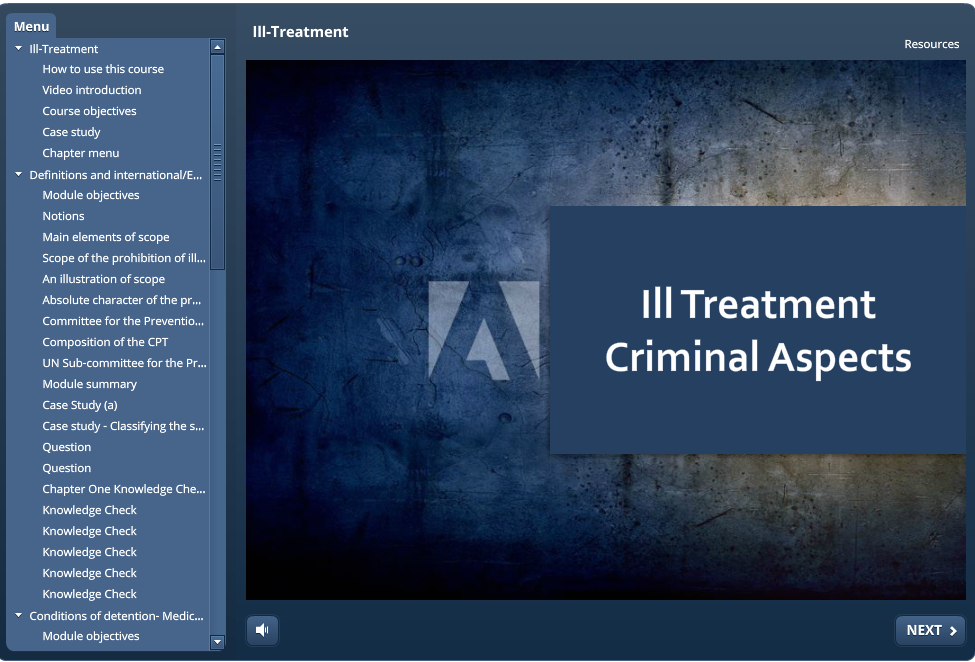 Menu
Ill-Treatment
How to use this course
Video introduction
Course objectives
Case study
Chapter menu
Definitions and international/E...
Module objectives
Notions
Main elements of scope
Scope of the prohibition of ill...
An illustration of scope
Absolute character of the pr...
Committee for the Preventio...
Composition of the CPT
UN Sub-committee for the Pr...
Module summary
Case Study (a)
Case study - Classifying the s...
Question
Question
Chapter One Knowledge Che...
Knowledge Check
Knowledge Check
Knowledge Check
Knowledge Check
Knowledge Check
Conditions of detention- Medic...
Module objectives
Ill-Treatment
Resources
Ill Treatment
Criminal Aspects
NEXT